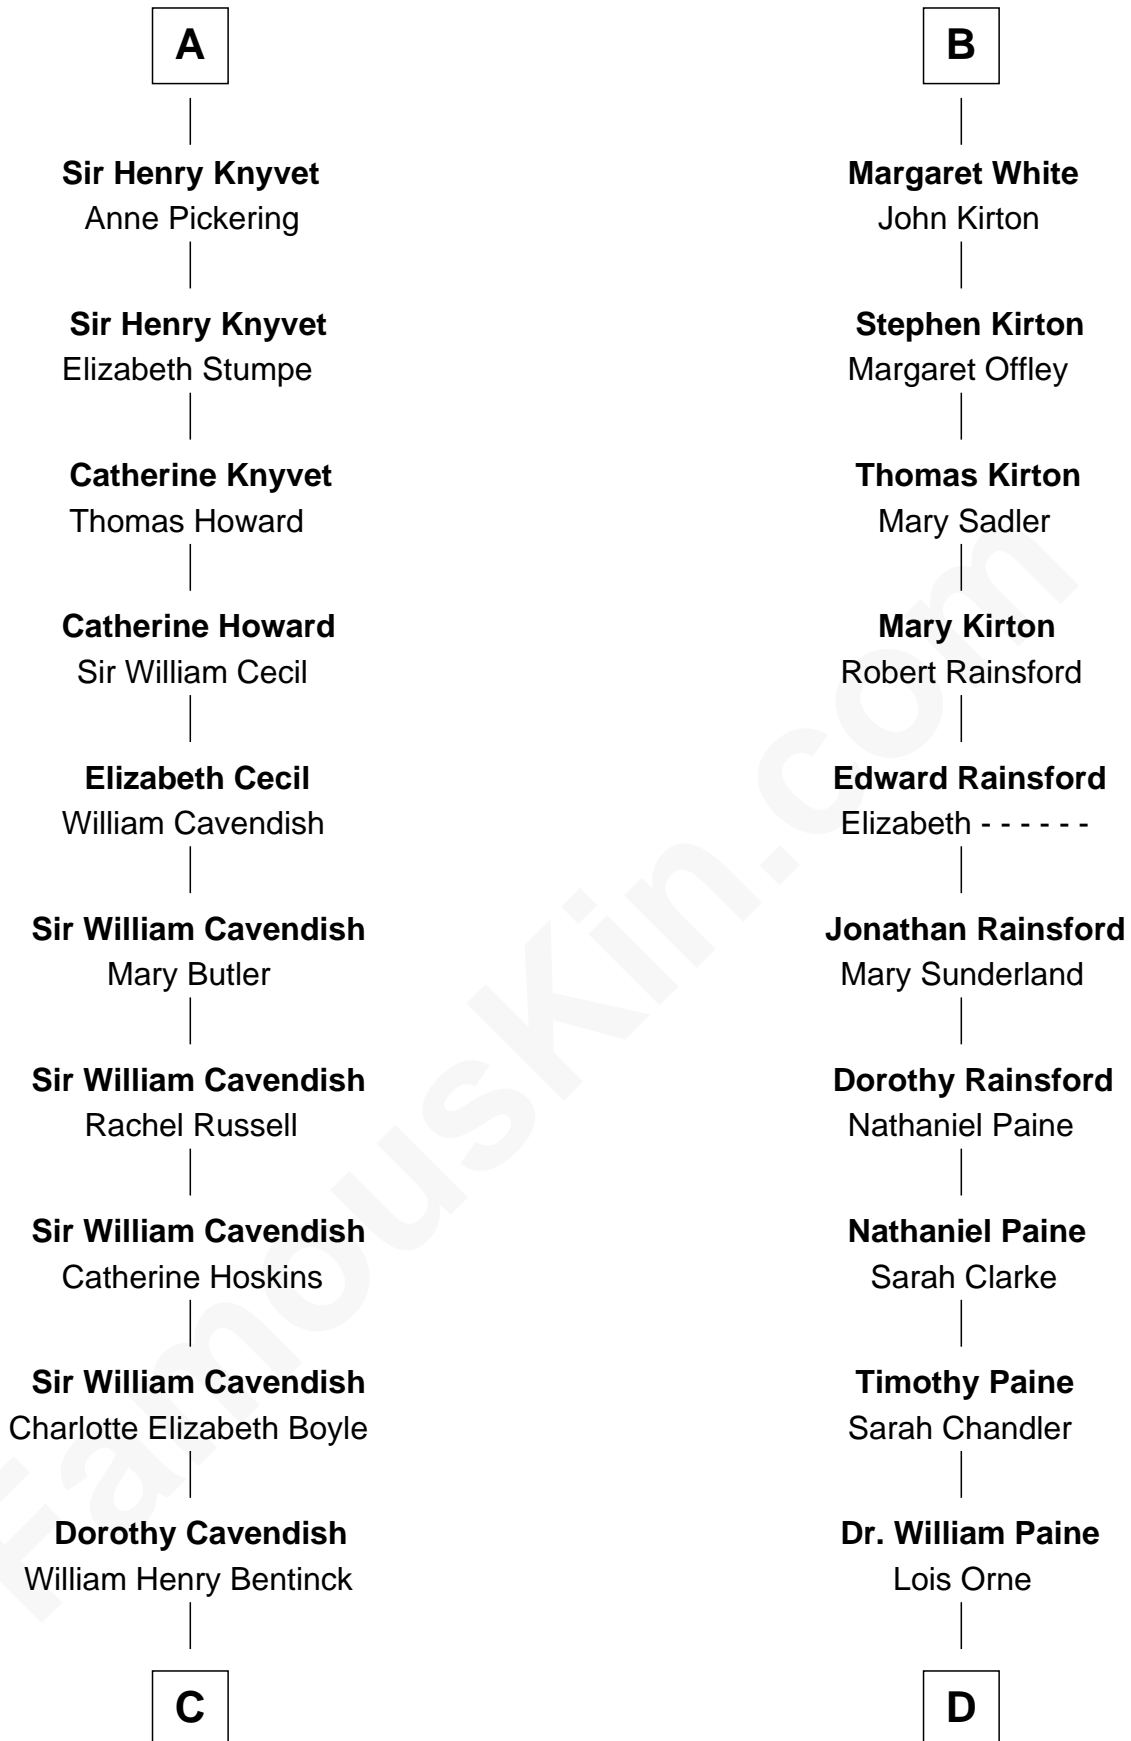 A
Sir Henry Knyvet
Anne Pickering
Sir Henry Knyvet
Elizabeth Stumpe
Catherine Knyvet
Thomas Howard
Catherine Howard
Sir William Cecil
Elizabeth Cecil
William Cavendish
Sir William Cavendish
Mary Butler
Sir William Cavendish
Rachel Russell
Sir William Cavendish
Catherine Hoskins
Sir William Cavendish
Charlotte Elizabeth Boyle
Dorothy Cavendish
William Henry Bentinck
C
B
Margaret White
John Kirton
Stephen Kirton
Margaret Offley
Thomas Kirton
Mary Sadler
Mary Kirton
Robert Rainsford
Edward Rainsford
Elizabeth - - - - - -
Jonathan Rainsford
Mary Sunderland
Dorothy Rainsford
Nathaniel Paine
Nathaniel Paine
Sarah Clarke
Timothy Paine
Sarah Chandler
Dr. William Paine
Lois Orne
D
FamousKin.com